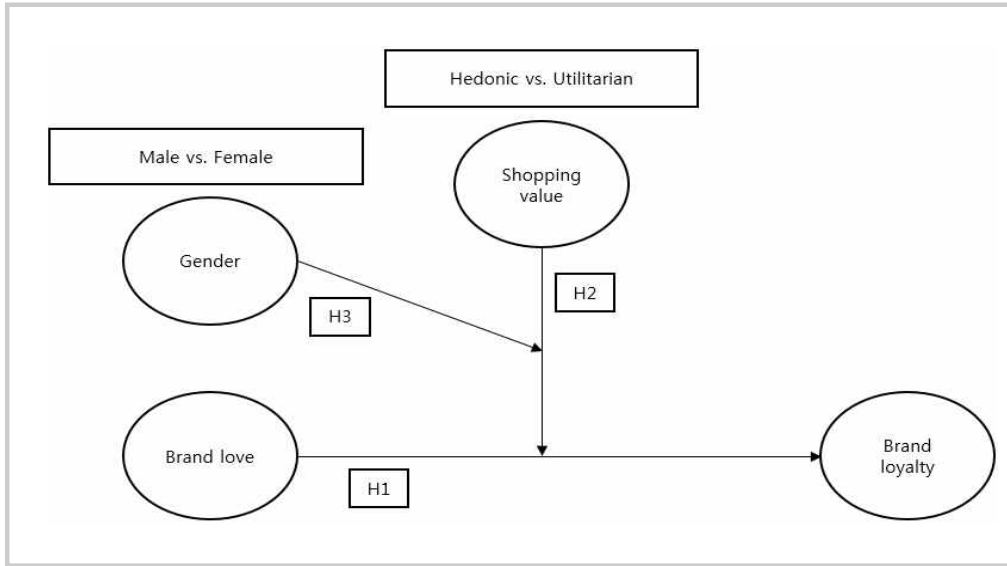 Hedonic vs. Utilitarian
Male vs. Female
Shopping
value
Gender
H2
H3
Brand love
Brand
loyalty
H1